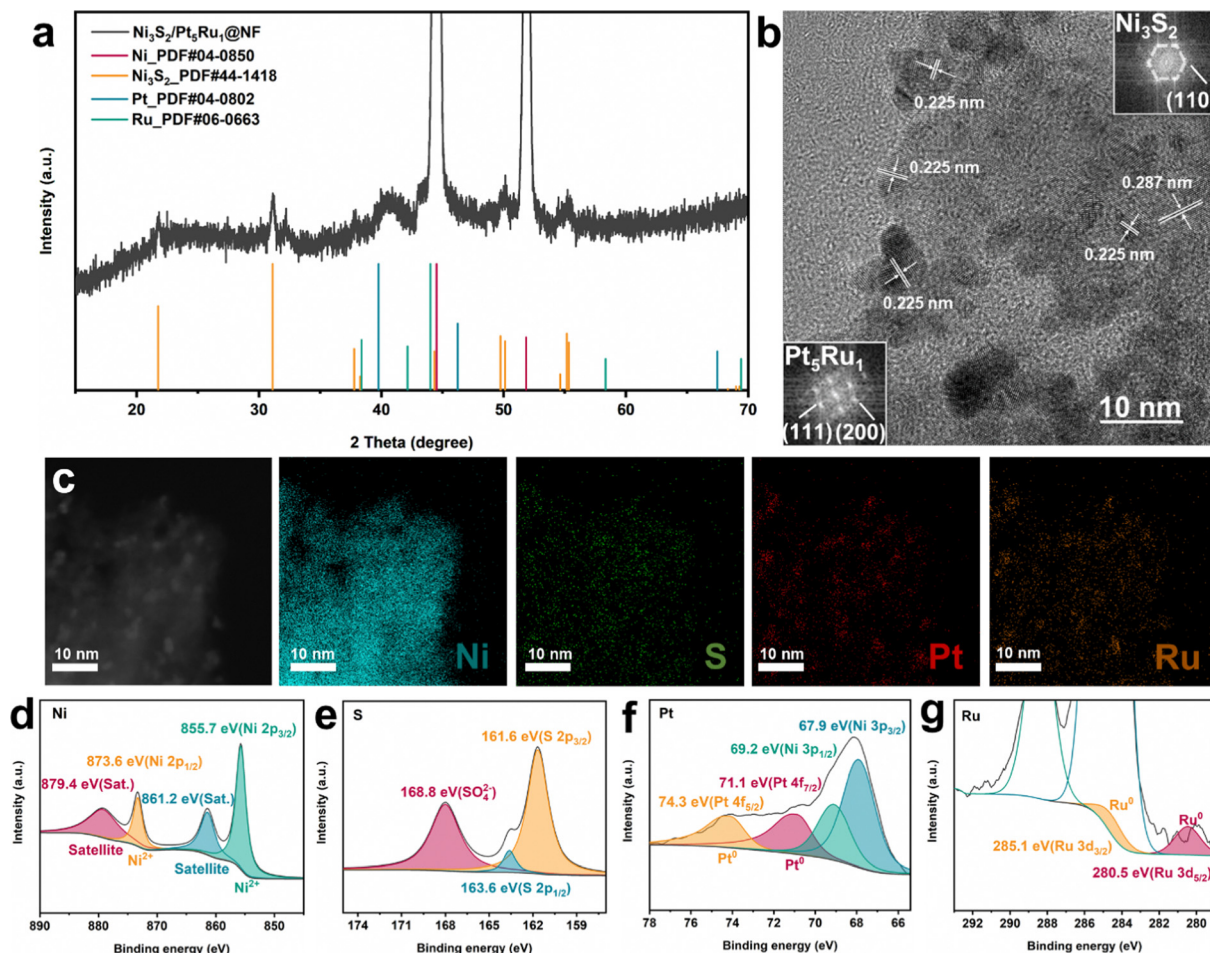 a
Ni₃S₂/Pt₅Ru₁@NF
Ni_PDF#04-0850
Ni₃S₂_PDF#44-1418
Pt_PDF#04-0802
Ru_PDF#06-0663
Intensity (a.u.)
20 30 40 50 60 70
2 Theta (degree)
b
Ni₃S₂
(110
0.225 nm
0.225 nm
0.287 nm
0.225 nm
0.225 nm
Pt₅Ru₁
(111) (200)
10 nm
c
10 nm
10 nm
Ni
10 nm
S
10 nm
Pt
10 nm
Ru
d
Ni
855.7 eV(Ni 2p₃/₂)
873.6 eV(Ni 2p₁/₂)
879.4 eV(Sat.)
861.2 eV(Sat.)
Satellite
Ni²⁺
Satellite
Ni²⁺
Intensity (a.u.)
890 880 870 860 850
Binding energy (eV)
e
S
161.6 eV(S 2p₃/₂)
168.8 eV(SO₄²⁻)
163.6 eV(S 2p₁/₂)
Intensity (a.u.)
168 165 162 159
Binding energy (eV)
f
Pt
67.9 eV(Ni 3p₃/₂)
69.2 eV(Ni 3p₁/₂)
71.1 eV(Pt 4f₇/₂)
74.3 eV(Pt 4f₅/₂)
Pt⁰
Pt⁰
Intensity (a.u.)
78 75 72 69 66
Binding energy (eV)
g
Ru
Ru⁰
Ru⁰
285.1 eV(Ru 3d₃/₂)
280.5 eV(Ru 3d₅/₂)
Intensity (a.u.)
292 288 284 280
Binding energy (eV)